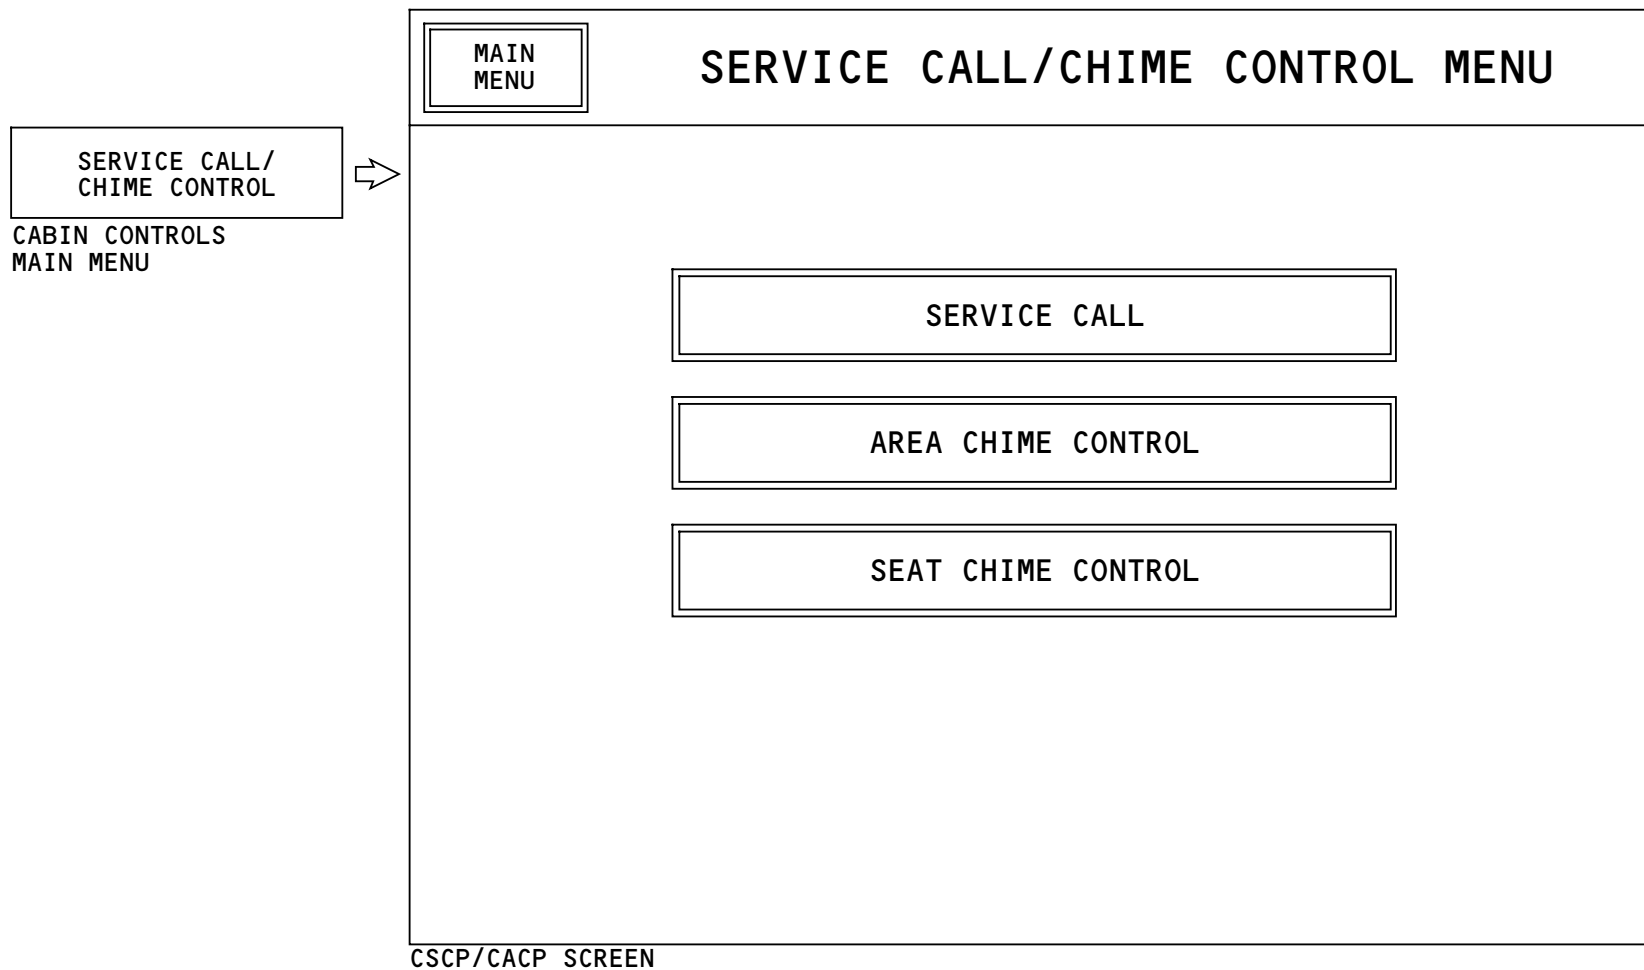 MAIN
MENU
SERVICE CALL/CHIME CONTROL MENU
SERVICE CALL/
CHIME CONTROL
CABIN CONTROLS
MAIN MENU
SERVICE CALL
AREA CHIME CONTROL
SEAT CHIME CONTROL
CSCP/CACP SCREEN